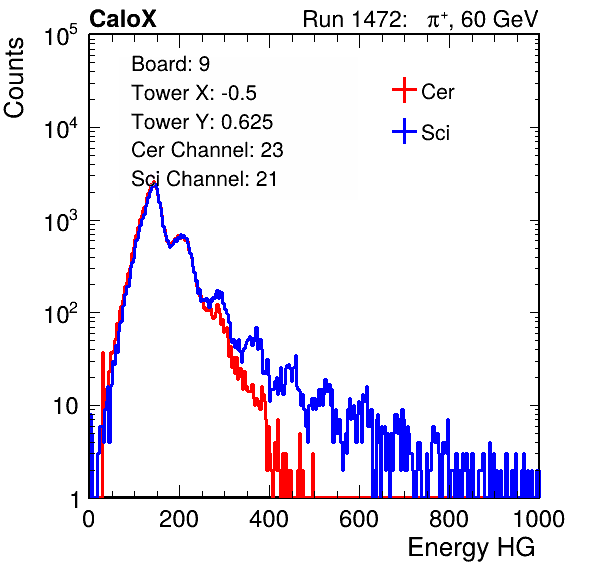 CaloX Run 1472: π⁺, 60 GeV
Counts
Board: 9
Tower X: -0.5
Tower Y: 0.625
Cer Channel: 23
Sci Channel: 21
Cer
Sci
10⁵
10⁴
10³
10²
10
1
0 200 400 600 800 1000
Energy HG